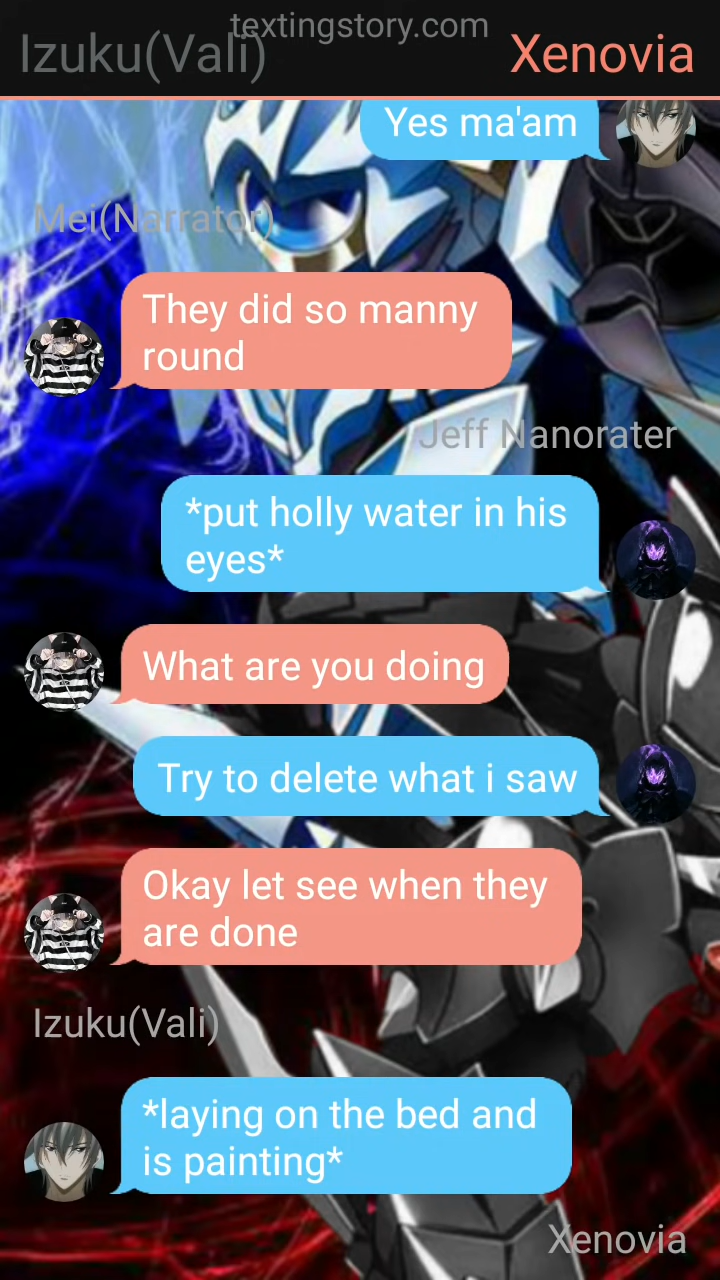 textingstory.com
Izuku(Vali)
Xenovia
Yes ma'am
Mei(Narrator)
They did so manny
round
Jeff Nanorater
*put holly water in his
eyes*
What are you doing
Try to delete what i saw
Okay let see when they
are done
Izuku(Vali)
*laying on the bed and
is painting*
Xenovia